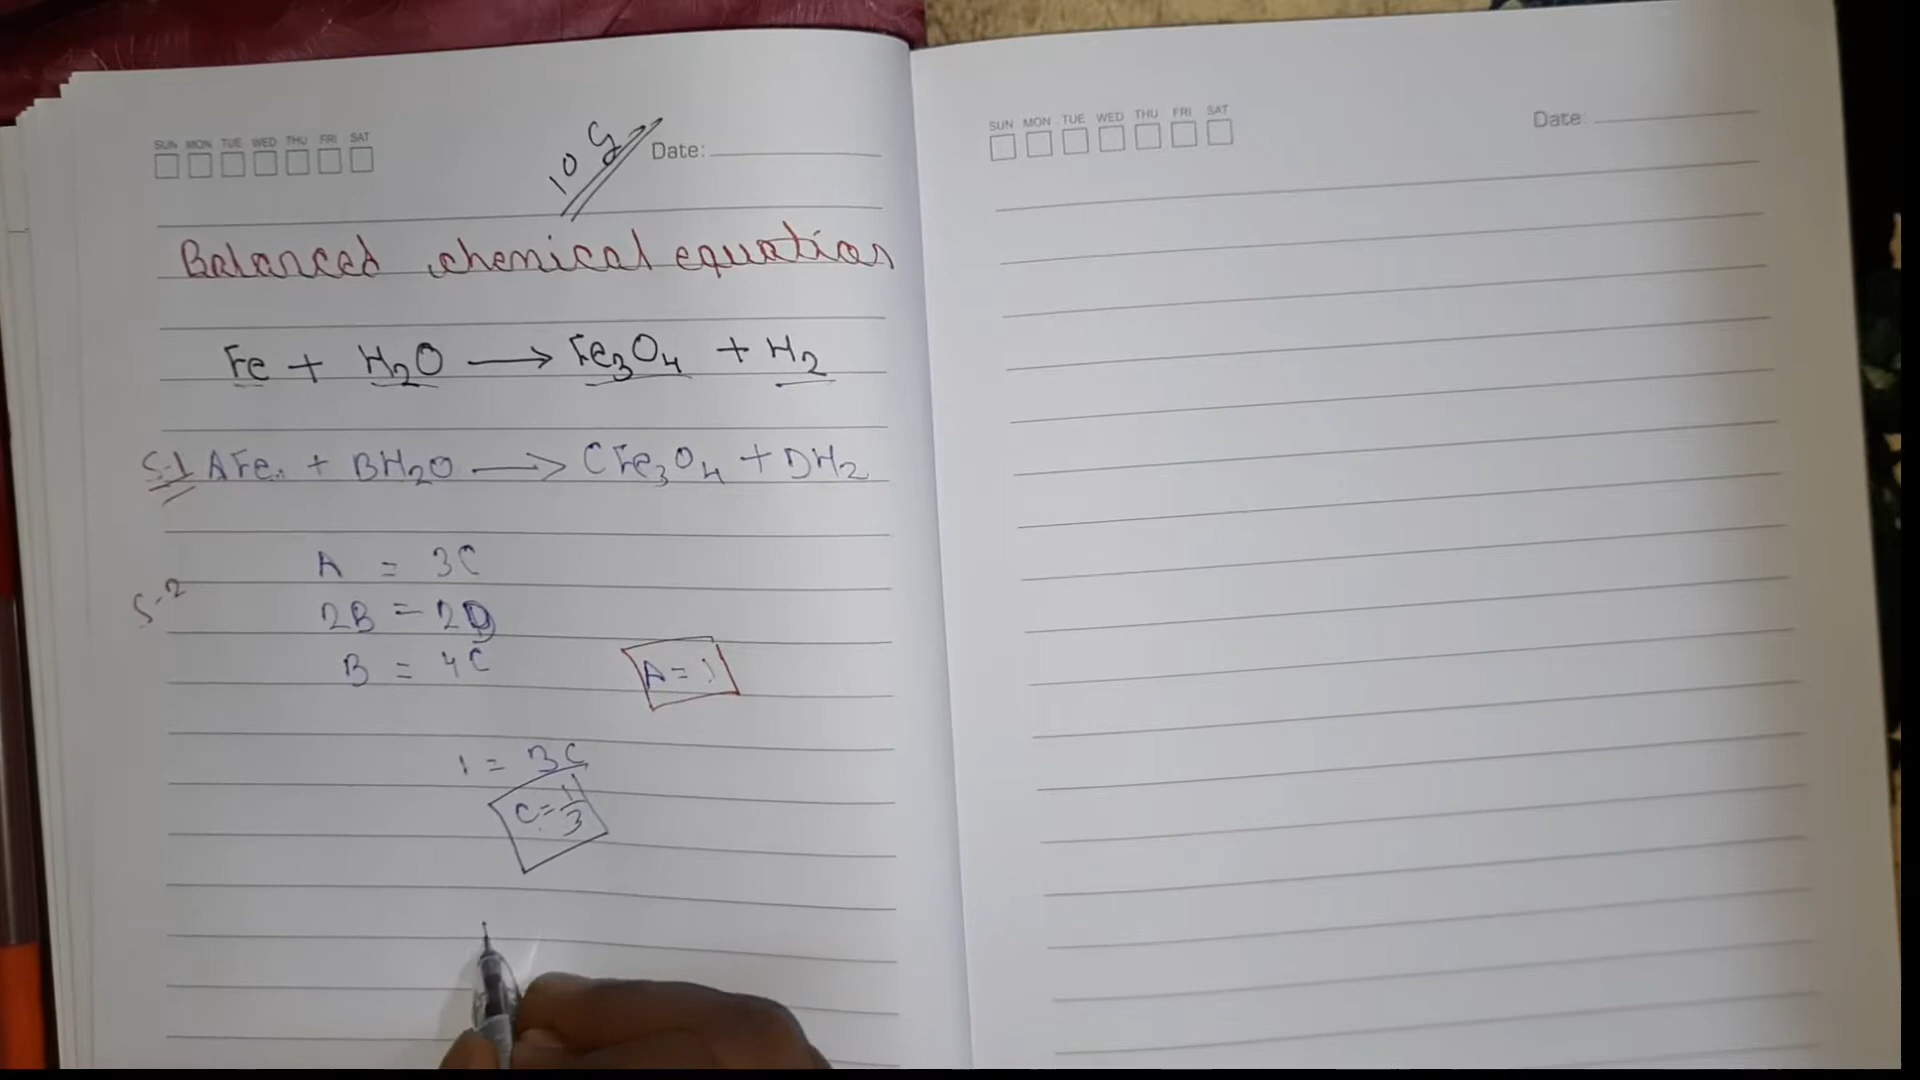 SUN MON TUE WED THU FRI SAT
10 Date:
Balanced chemical equation
Fe + H₂O ⟶ Fe₃O₄ + H₂
S-1 AFe + BH₂O ⟶ CFe₃O₄ + DH₂
A = 3C
S-2
2B = 2D
B = 4C
A = 1
1 = 3C
C = 1/3
SUN MON TUE WED THU FRI SAT
Date: